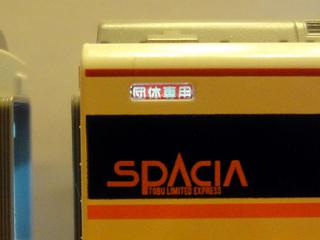 団体専用
SPACIA
TOBU LIMITED EXPRESS